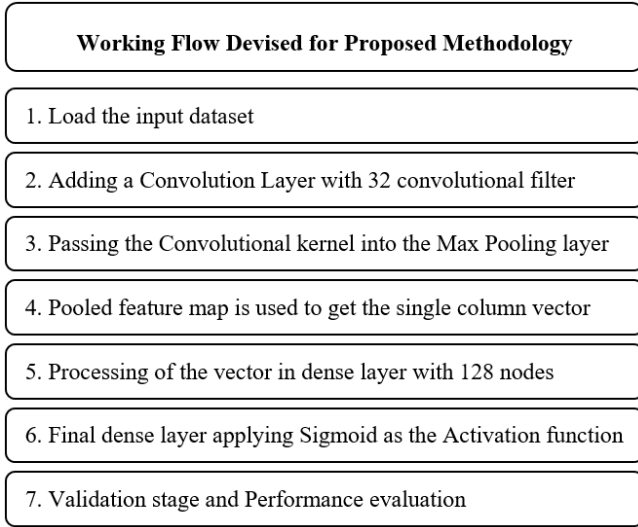 Working Flow Devised for Proposed Methodology
1. Load the input dataset
2. Adding a Convolution Layer with 32 convolutional filter
3. Passing the Convolutional kernel into the Max Pooling layer
4. Pooled feature map is used to get the single column vector
5. Processing of the vector in dense layer with 128 nodes
6. Final dense layer applying Sigmoid as the Activation function
7. Validation stage and Performance evaluation